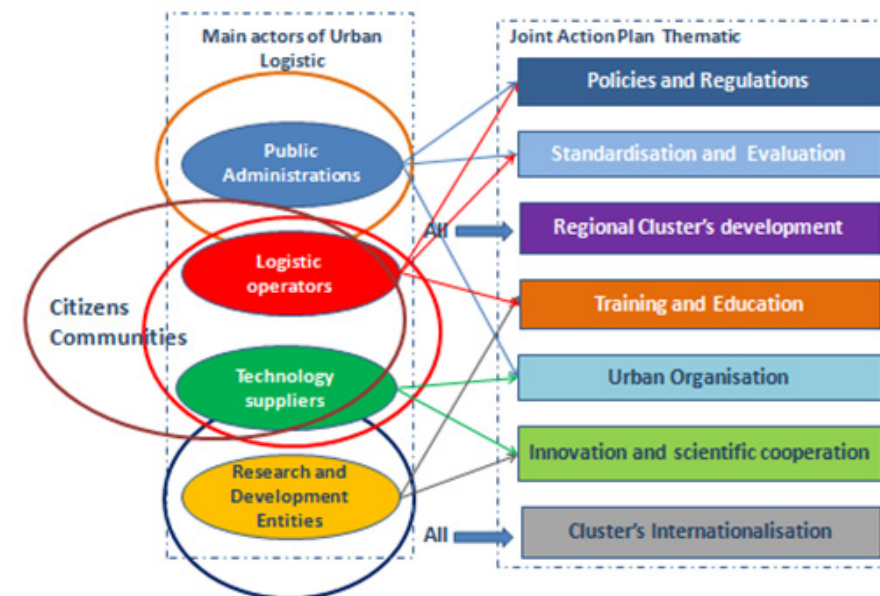 Main actors of Urban
Logistic
Public
Administrations
Logistic
operators
Citizens
Communities
Technology
suppliers
Research and
Development
Entities
Joint Action Plan Thematic
Policies and Regulations
Standardisation and Evaluation
All
Regional Cluster's development
Training and Education
Urban Organisation
Innovation and scientific cooperation
All
Cluster's Internationalisation